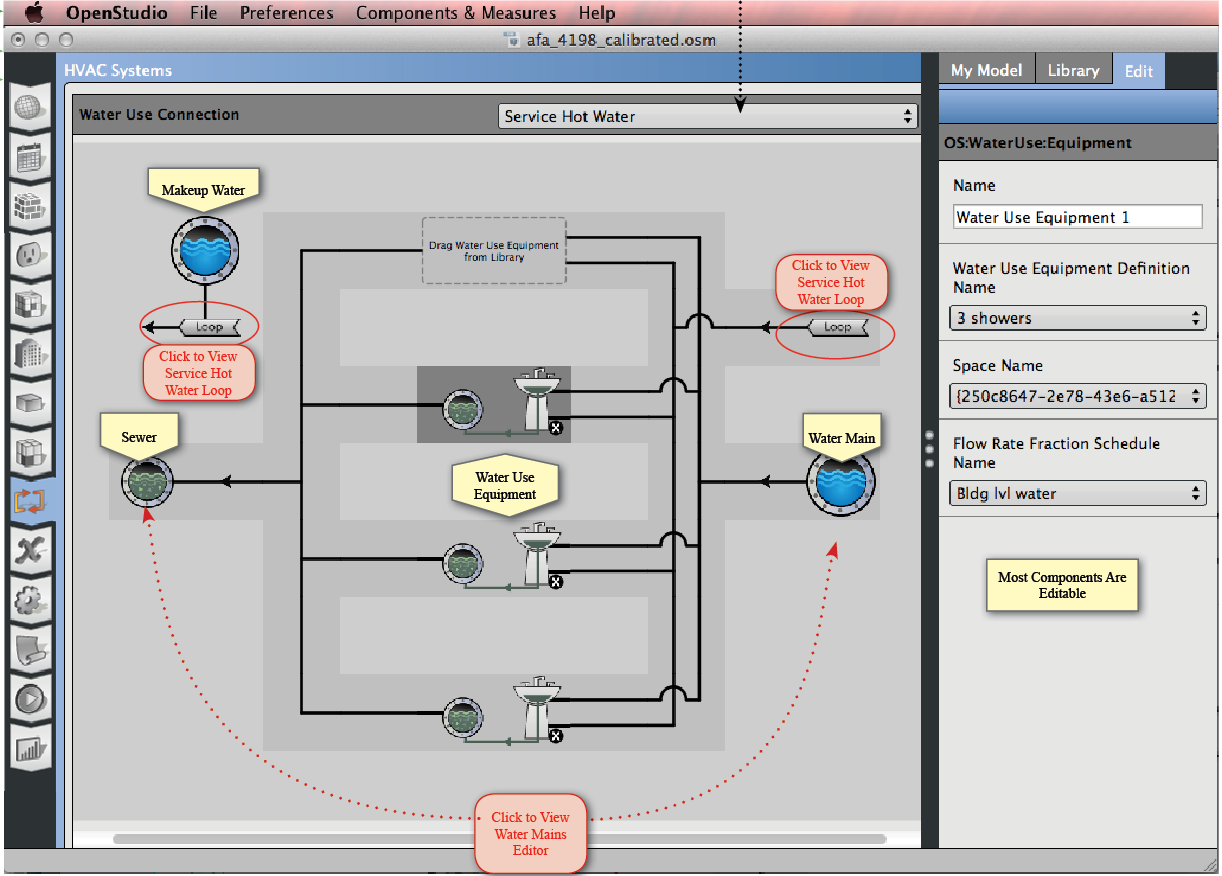 OpenStudio File Preferences Components & Measures Help
afa_4198_calibrated.osm
HVAC Systems
My Model Library Edit
Water Use Connection
Service Hot Water
OS:WaterUse:Equipment
Name
Water Use Equipment 1
Water Use Equipment Definition
Name
3 showers
Space Name
{250c8647-2e78-43e6-a512
Flow Rate Fraction Schedule
Name
Bldg lvl water
Most Components Are
Editable
Makeup Water
Drag Water Use Equipment
from Library
Click to View
Service Hot
Water Loop
Loop
Loop
Click to View
Service Hot
Water Loop
Sewer
Water Main
Water Use
Equipment
Click to View
Water Mains
Editor